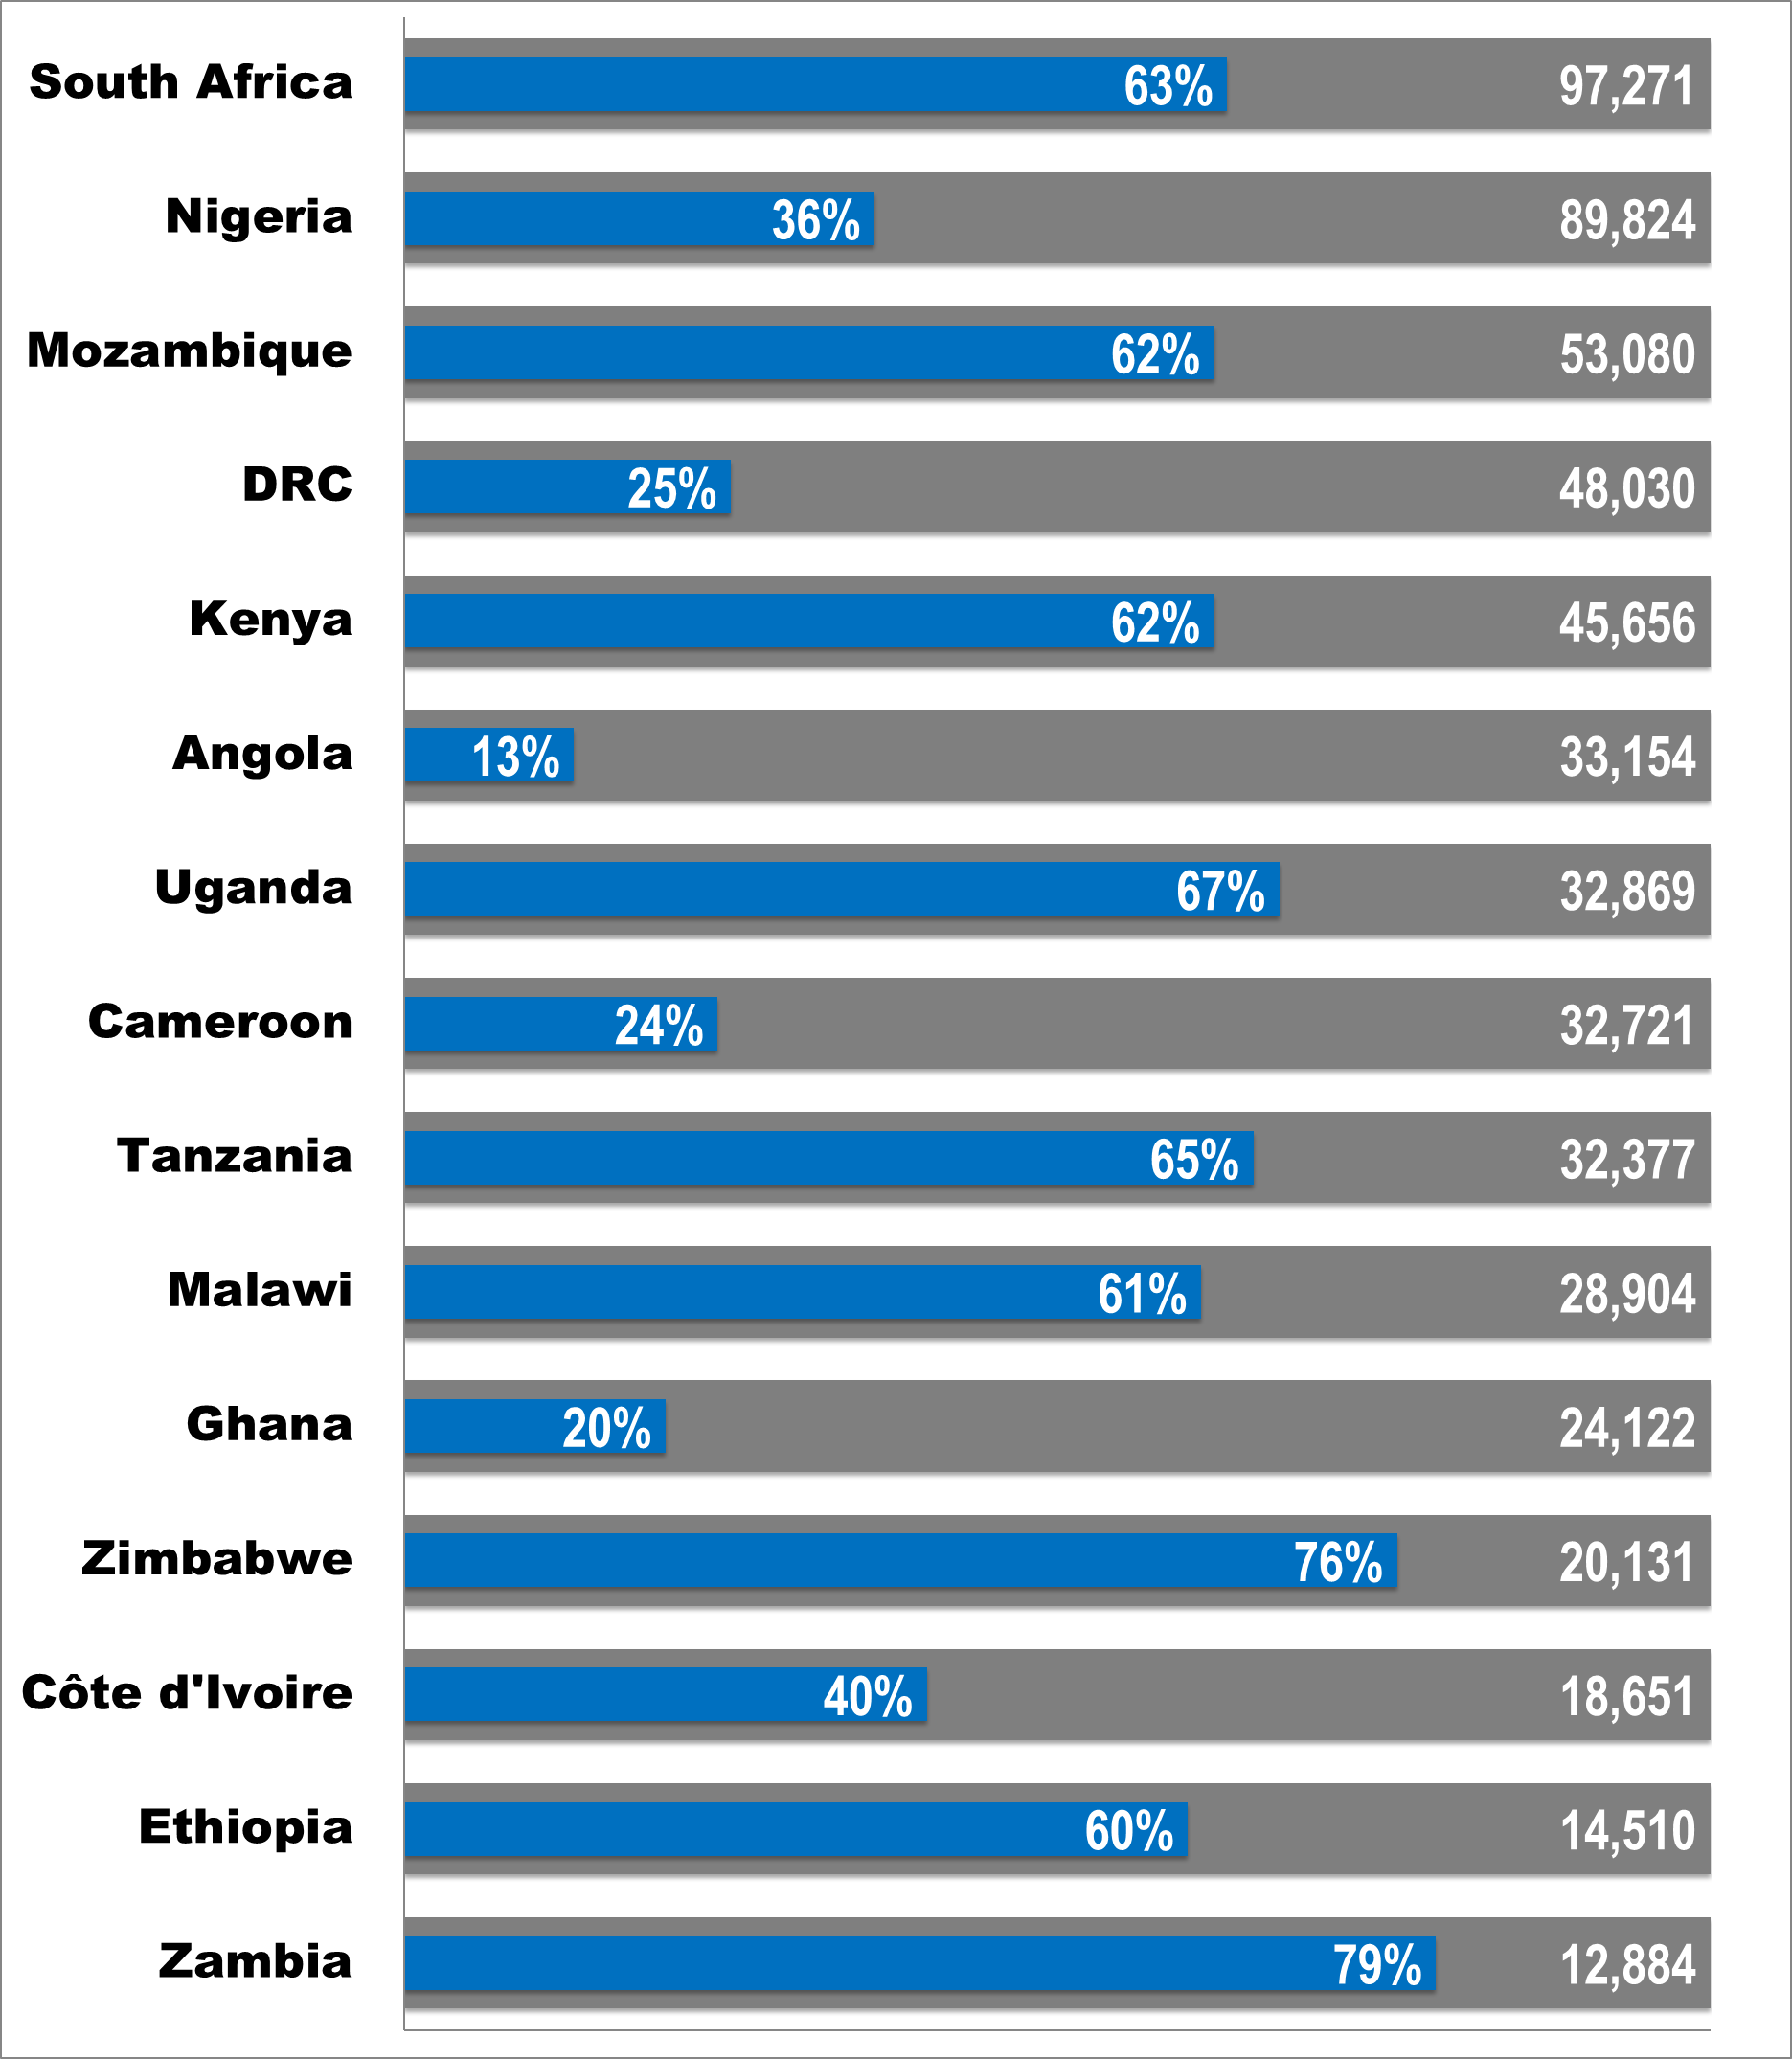 South Africa 63% 97,271
Nigeria 36% 89,824
Mozambique 62% 53,080
DRC 25% 48,030
Kenya 62% 45,656
Angola 13% 33,154
Uganda 67% 32,869
Cameroon 24% 32,721
Tanzania 65% 32,377
Malawi 61% 28,904
Ghana 20% 24,122
Zimbabwe 76% 20,131
Côte d'Ivoire 40% 18,651
Ethiopia 60% 14,510
Zambia 79% 12,884